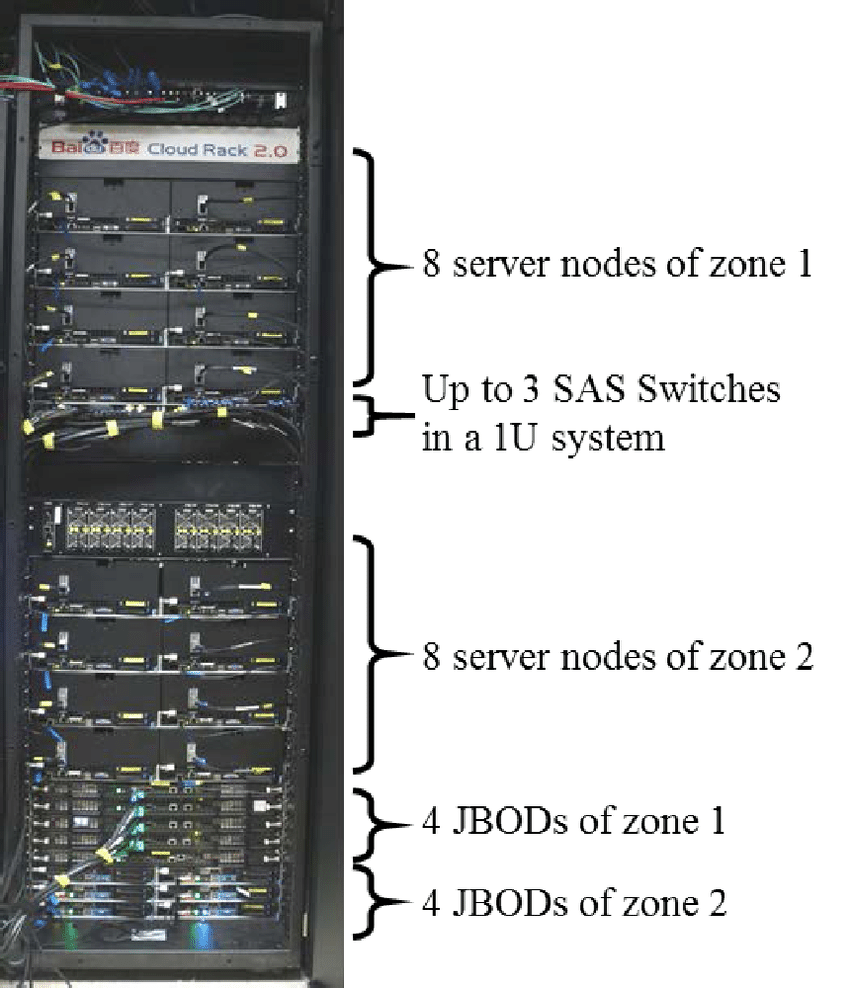 Bai du 百度 Cloud Rack 2.0
8 server nodes of zone 1
Up to 3 SAS Switches
in a 1U system
8 server nodes of zone 2
4 JBODs of zone 1
4 JBODs of zone 2